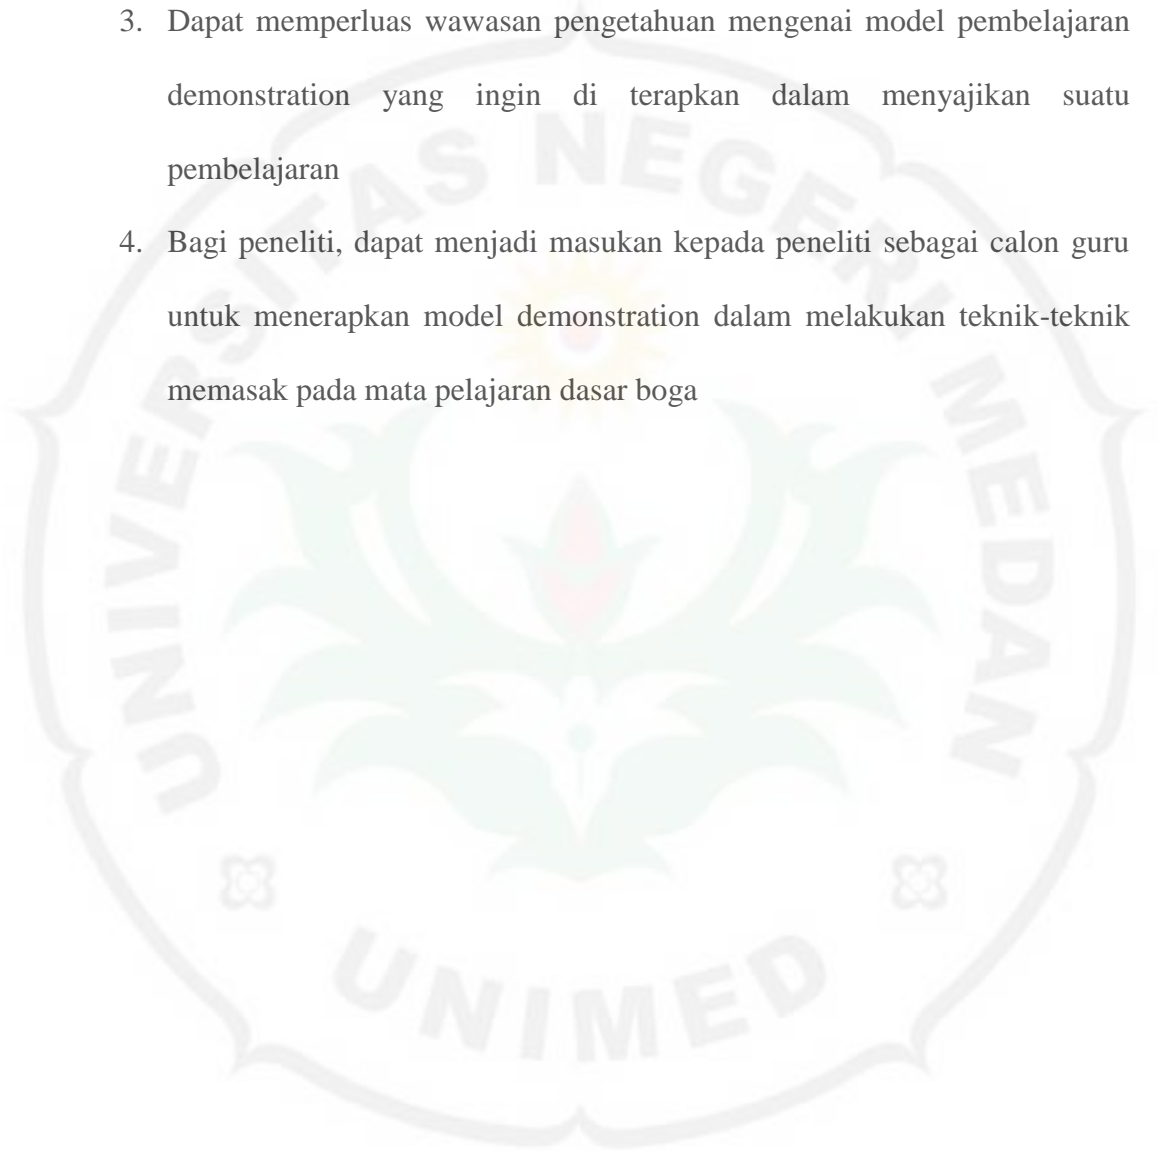 3. Dapat memperluas wawasan pengetahuan mengenai model pembelajaran
demonstration yang ingin di terapkan dalam menyajikan suatu
pembelajaran
4. Bagi peneliti, dapat menjadi masukan kepada peneliti sebagai calon guru
untuk menerapkan model demonstration dalam melakukan teknik-teknik
memasak pada mata pelajaran dasar boga
UNIVERSITAS NEGERI MEDAN
UNIMED